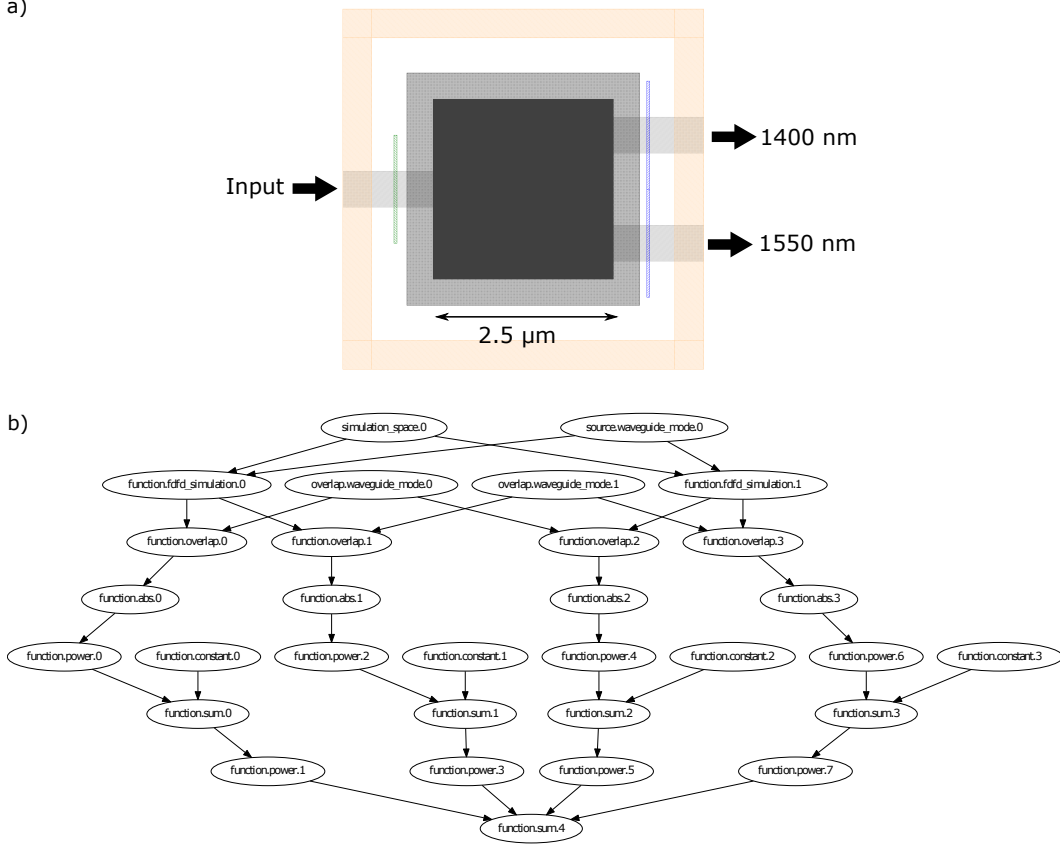 a)
1400 nm
Input
1550 nm
2.5 µm
b)
simulation_space.0 source.waveguide_mode.0
function.fdfd_simulation.0 overlap.waveguide_mode.0 overlap.waveguide_mode.1 function.fdfd_simulation.1
function.overlap.0 function.overlap.1 function.overlap.2 function.overlap.3
function.abs.0 function.abs.1 function.abs.2 function.abs.3
function.power.0 function.constant.0 function.power.2 function.constant.1 function.power.4 function.constant.2 function.power.6 function.constant.3
function.sum.0 function.sum.1 function.sum.2 function.sum.3
function.power.1 function.power.3 function.power.5 function.power.7
function.sum.4